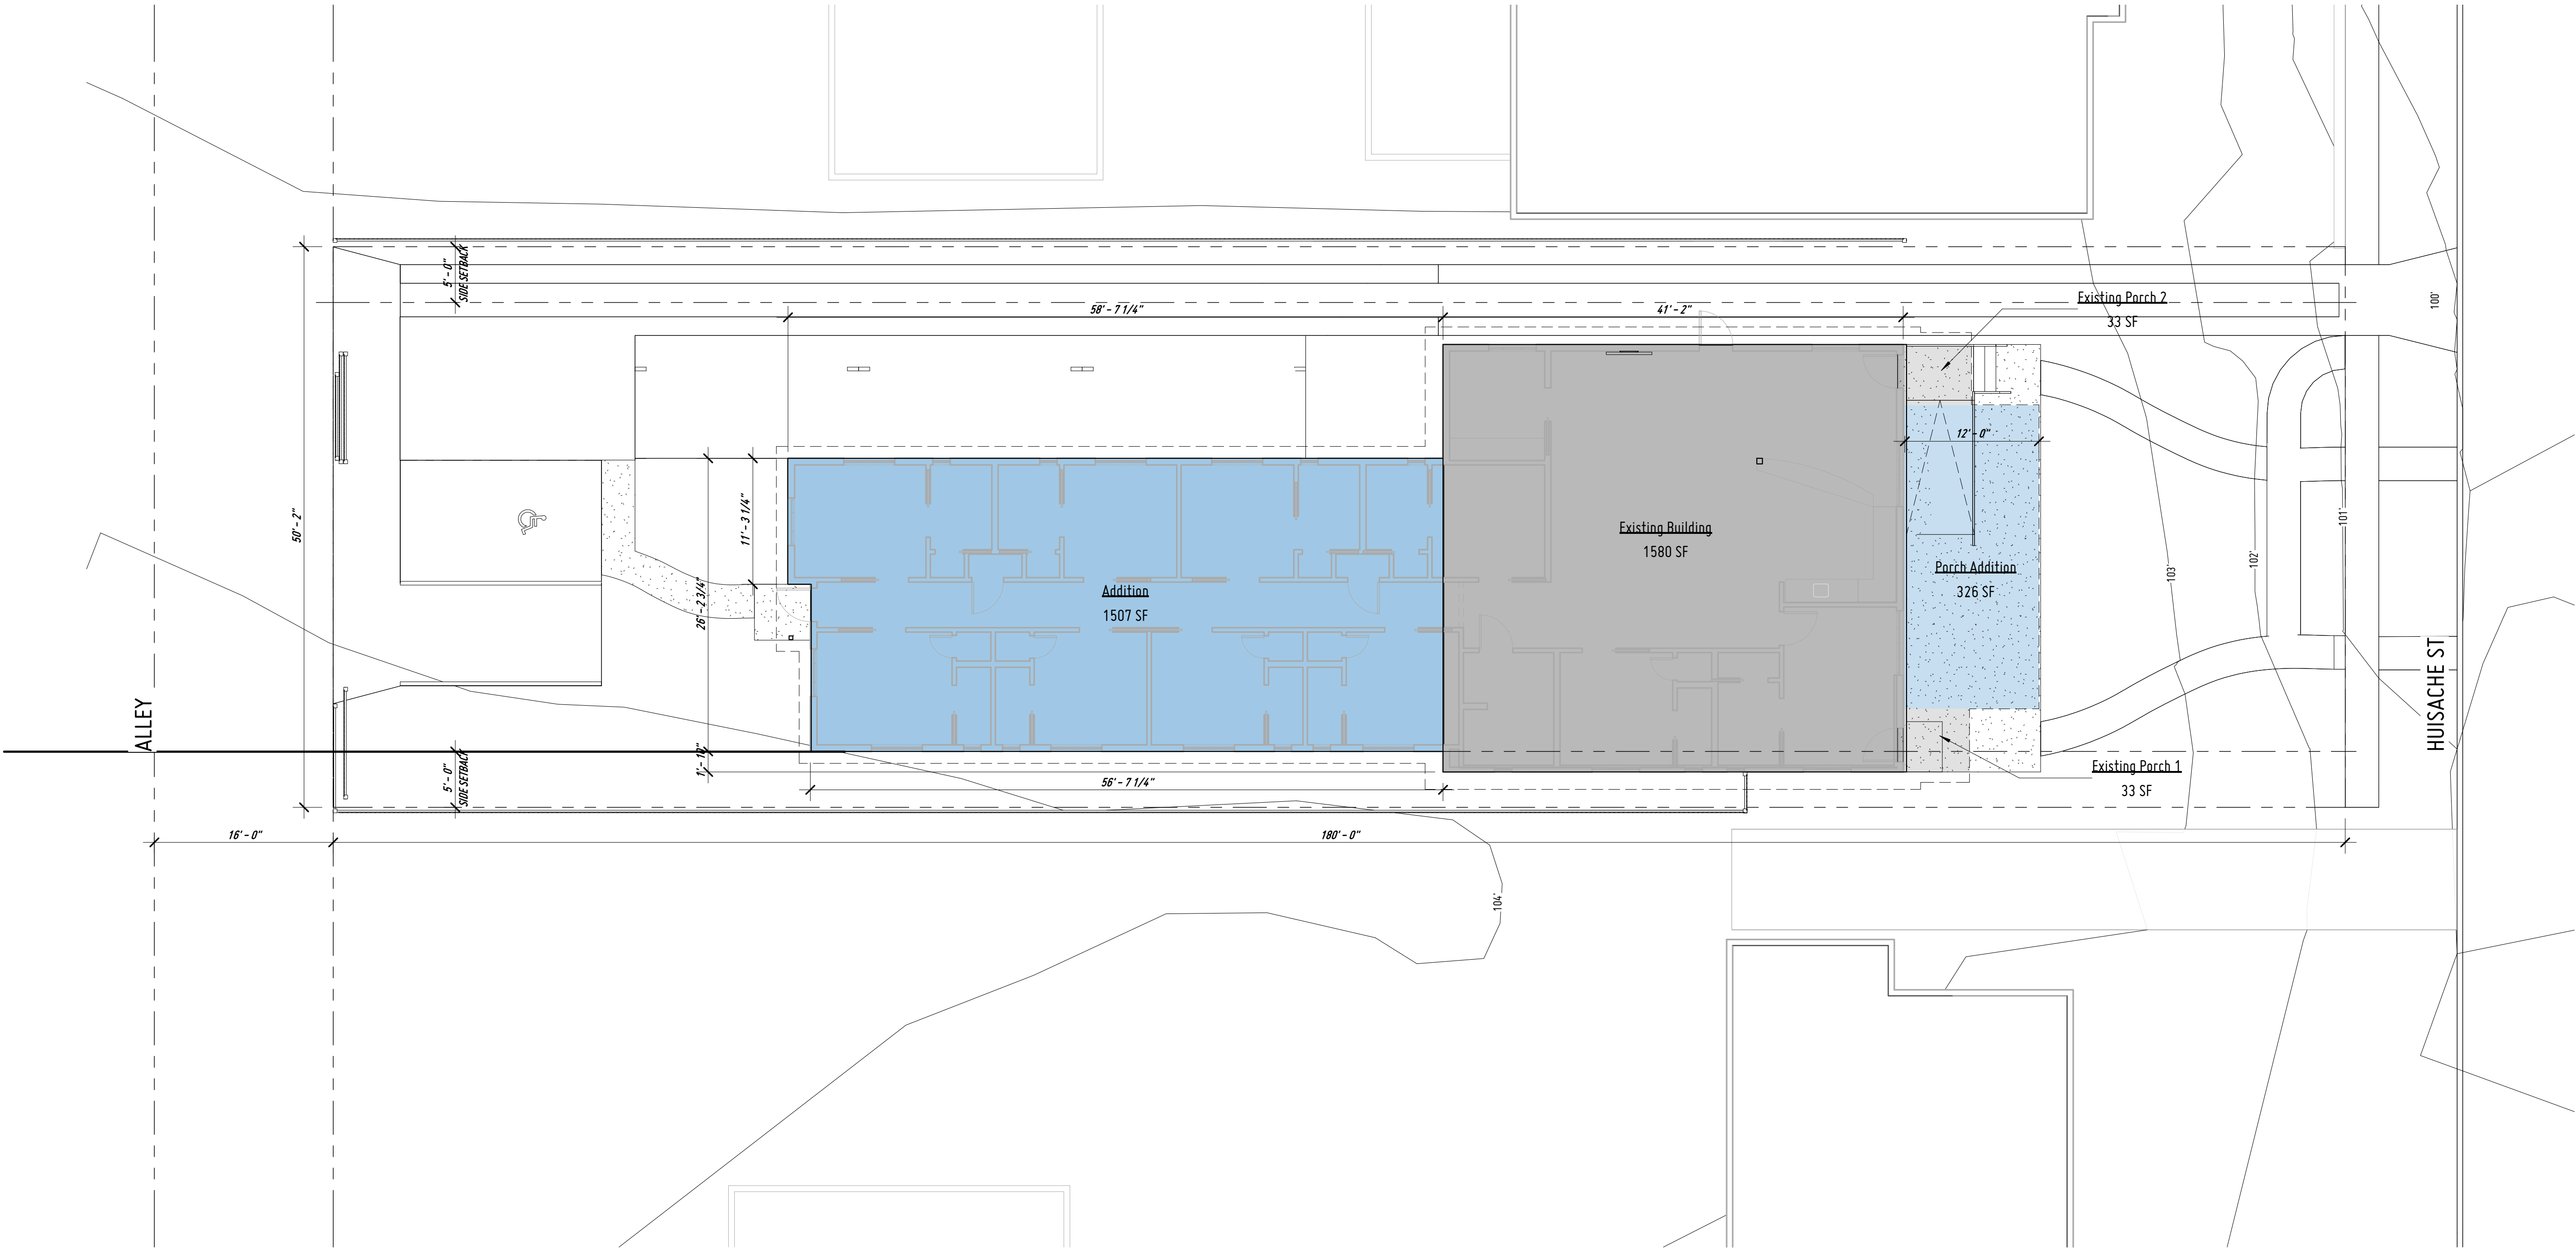 5' - 0"
SIDE SETBACK
58' - 7 1/4"
41' - 2"
Existing Porch 2
33 SF
100'
12' - 0"
50' - 2"
11' - 3 1/4"
26' - 2 3/4"
Existing Building
1580 SF
101'
102'
103'
Porch Addition
326 SF
Addition
1507 SF
ALLEY
HUISACHE ST
1' - 10"
5' - 0"
SIDE SETBACK
56' - 7 1/4"
Existing Porch 1
33 SF
16' - 0"
180' - 0"
104'